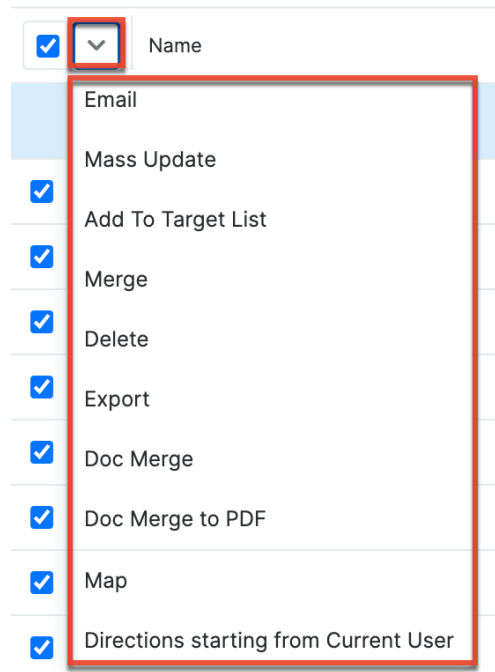 Name
Email
Mass Update
Add To Target List
Merge
Delete
Export
Doc Merge
Doc Merge to PDF
Map
Directions starting from Current User